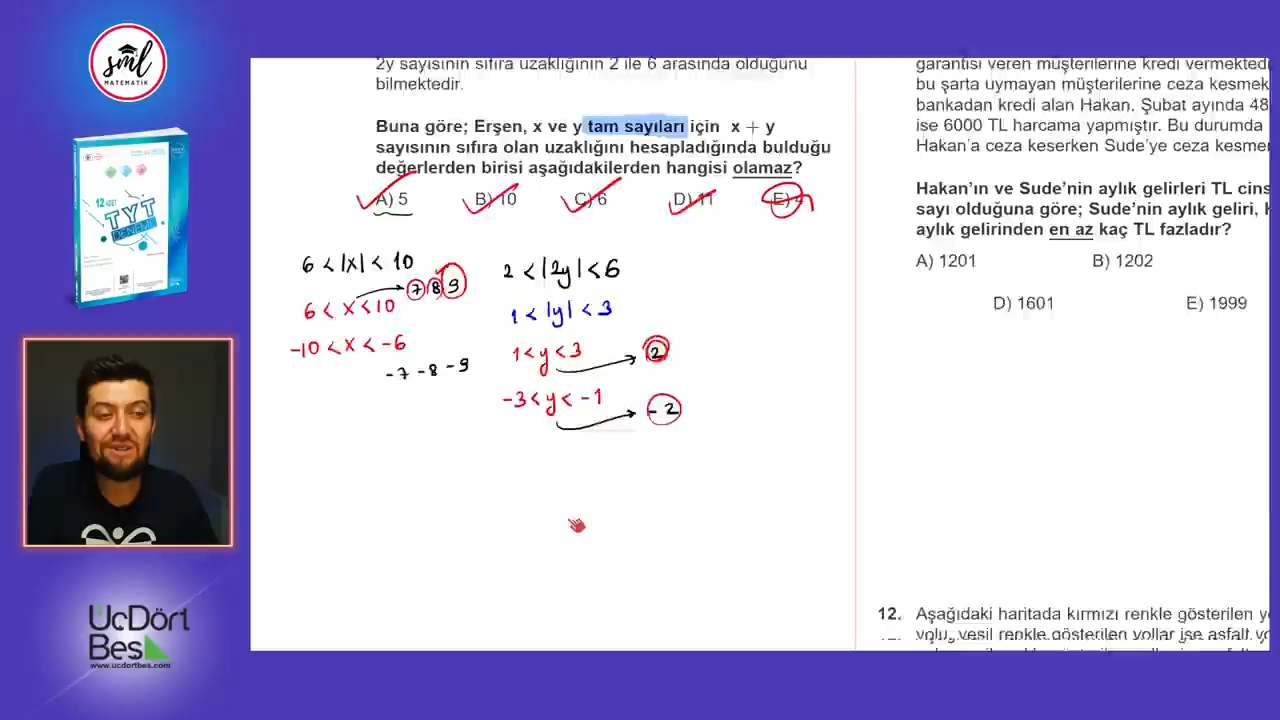 sml
MATEMATİK
12 ADET
TYT
DENEMİ
UcDört
Bes
www.ucdortbes.com
2y sayısının sıfıra uzaklığının 2 ile 6 arasında olduğunu
bilmektedir.
Buna göre; Erşen, x ve y tam sayıları için x + y
sayısının sıfıra olan uzaklığını hesapladığında bulduğu
değerlerden birisi aşağıdakilerden hangisi olamaz?
A) 5 B) 10 C) 6 D) 11 E) 4
6 < |x| < 10
7 8 9
6 < x < 10
-10 < x < -6
-7 -8 -9
2 < |2y| < 6
1 < |y| < 3
1 < y < 3 2
-3 < y < -1 -2
garantisi veren müşterilerine kredi vermekted
bu şarta uymayan müşterilerine ceza kesmek
bankadan kredi alan Hakan, Şubat ayında 48
ise 6000 TL harcama yapmıştır. Bu durumda
Hakan'a ceza keserken Sude'ye ceza kesme
Hakan'ın ve Sude'nin aylık gelirleri TL cins
sayı olduğuna göre; Sude'nin aylık geliri, H
aylık gelirinden en az kaç TL fazladır?
A) 1201 B) 1202
D) 1601 E) 1999
12. Aşağıdaki haritada kırmızı renkle gösterilen y
yolu, yeşil renkle gösterilen yollar ise asfalt yo